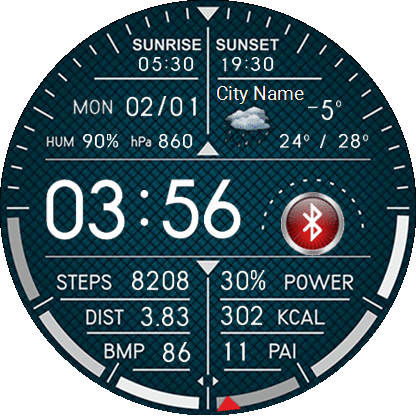 SUNRISE SUNSET
05:30 19:30
City Name
MON 02/01 -5°
HUM 90% hPa 860 24° / 28°
03:56
STEPS 8208 30% POWER
DIST 3.83 302 KCAL
BMP 86 11 PAI